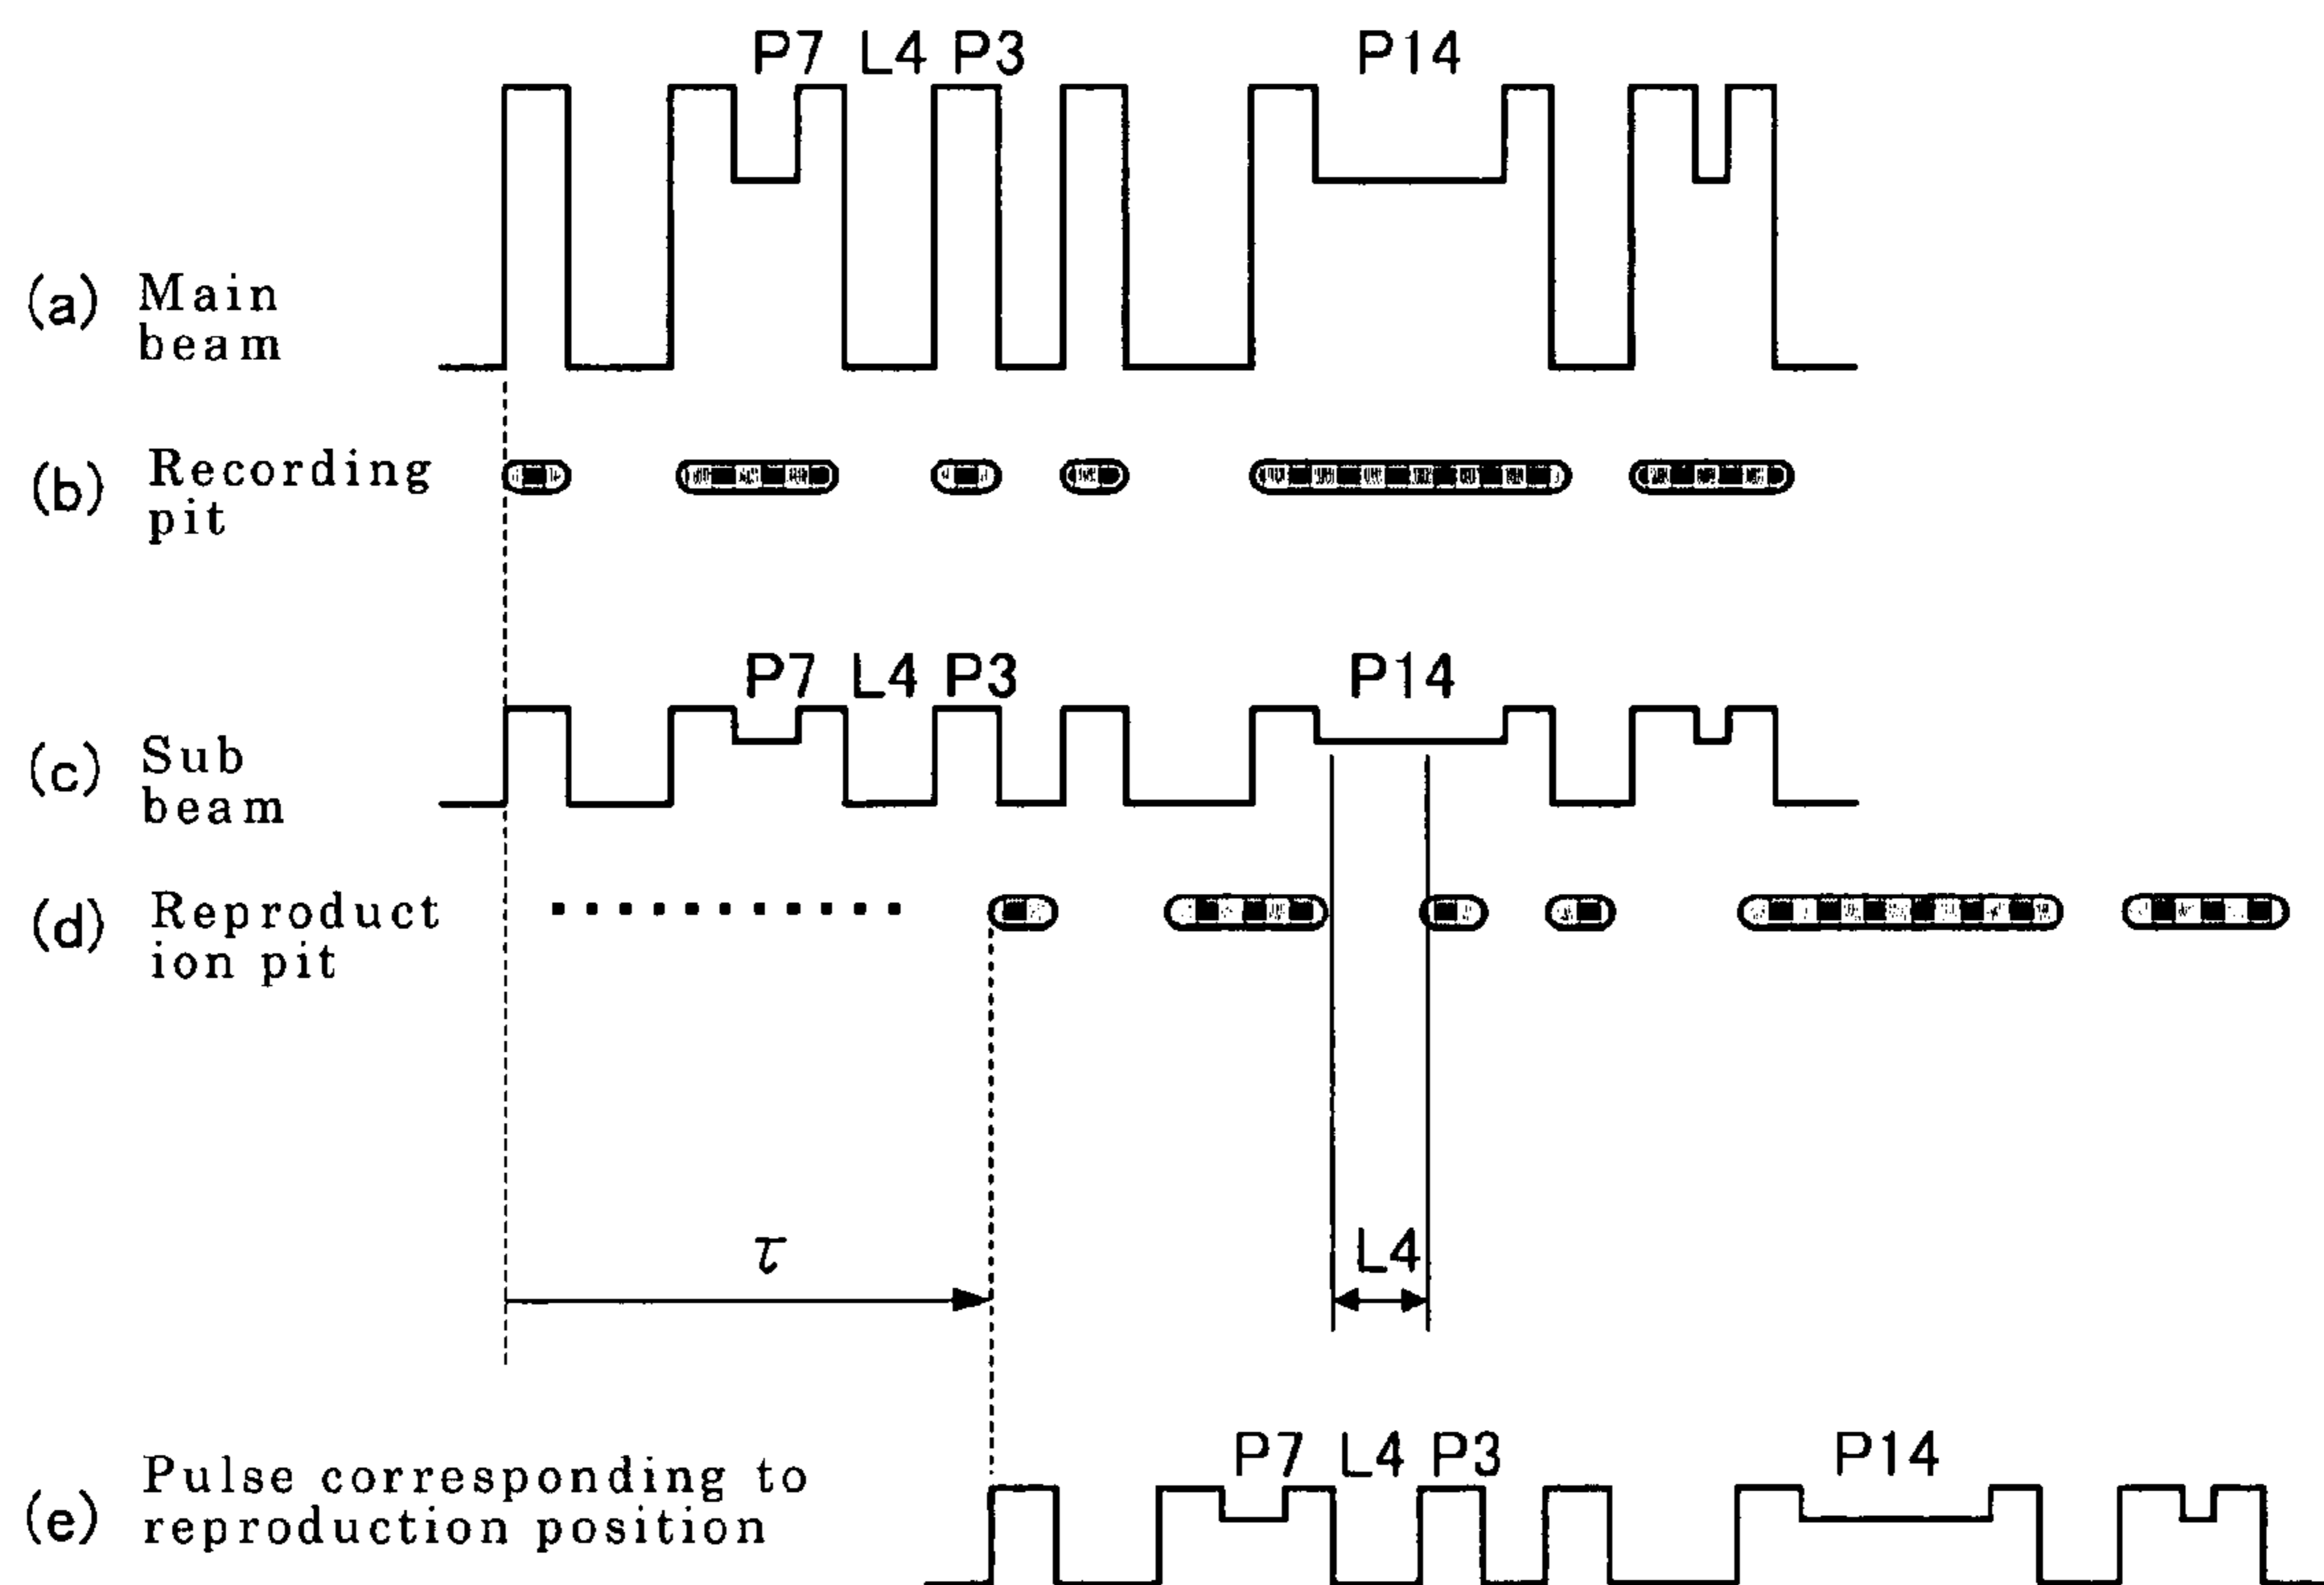 P7 L4 P3 P14
(a) Main
beam
(b) Recording
pit
P7 L4 P3 P14
(c) Sub
beam
(d) Reproduct
ion pit
τ L4
P7 L4 P3 P14
(e) Pulse corresponding to
reproduction position